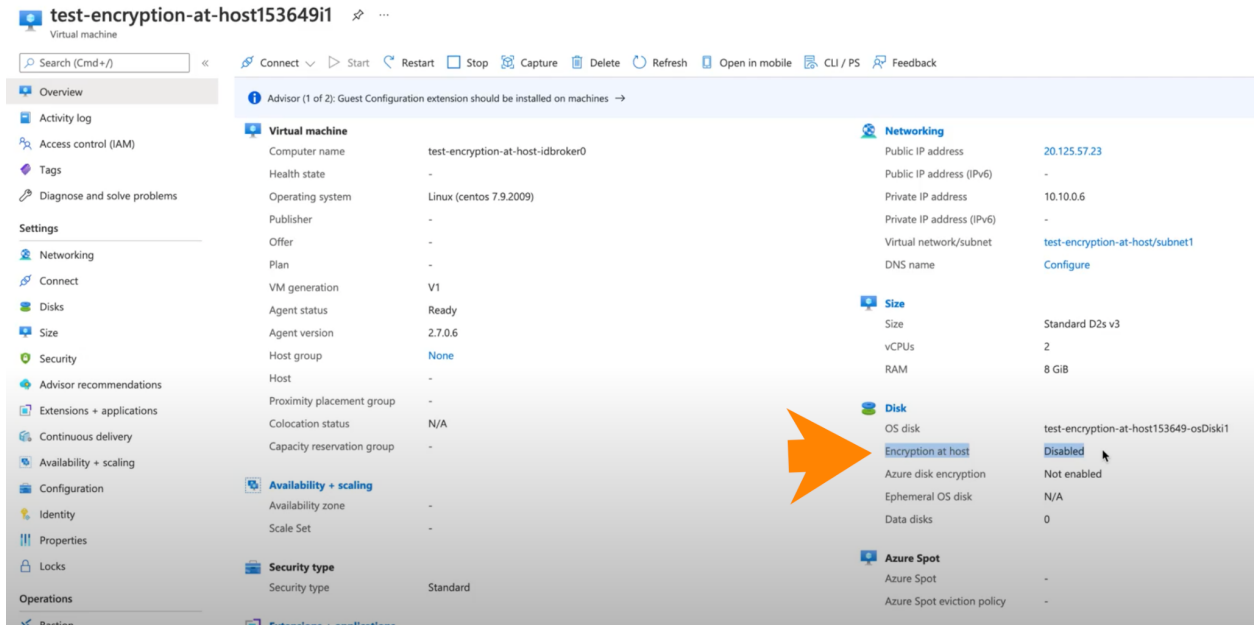 test-encryption-at-host153649i1
Virtual machine
Search (Cmd+/)
«
Connect
Start
Restart
Stop
Capture
Delete
Refresh
Open in mobile
CLI / PS
Feedback
Overview
Activity log
Access control (IAM)
Tags
Diagnose and solve problems
Settings
Networking
Connect
Disks
Size
Security
Advisor recommendations
Extensions + applications
Continuous delivery
Availability + scaling
Configuration
Identity
Properties
Locks
Operations
Bastion
Advisor (1 of 2): Guest Configuration extension should be installed on machines →
Virtual machine
Computer name test-encryption-at-host-idbroker0
Health state -
Operating system Linux (centos 7.9.2009)
Publisher -
Offer -
Plan -
VM generation V1
Agent status Ready
Agent version 2.7.0.6
Host group None
Host -
Proximity placement group -
Colocation status N/A
Capacity reservation group -
Availability + scaling
Availability zone -
Scale Set -
Security type
Security type Standard
Extensions + applications
Networking
Public IP address 20.125.57.23
Public IP address (IPv6) -
Private IP address 10.10.0.6
Private IP address (IPv6) -
Virtual network/subnet test-encryption-at-host/subnet1
DNS name Configure
Size
Size Standard D2s v3
vCPUs 2
RAM 8 GiB
Disk
OS disk test-encryption-at-host153649-osDiski1
Encryption at host Disabled
Azure disk encryption Not enabled
Ephemeral OS disk N/A
Data disks 0
Azure Spot
Azure Spot -
Azure Spot eviction policy -